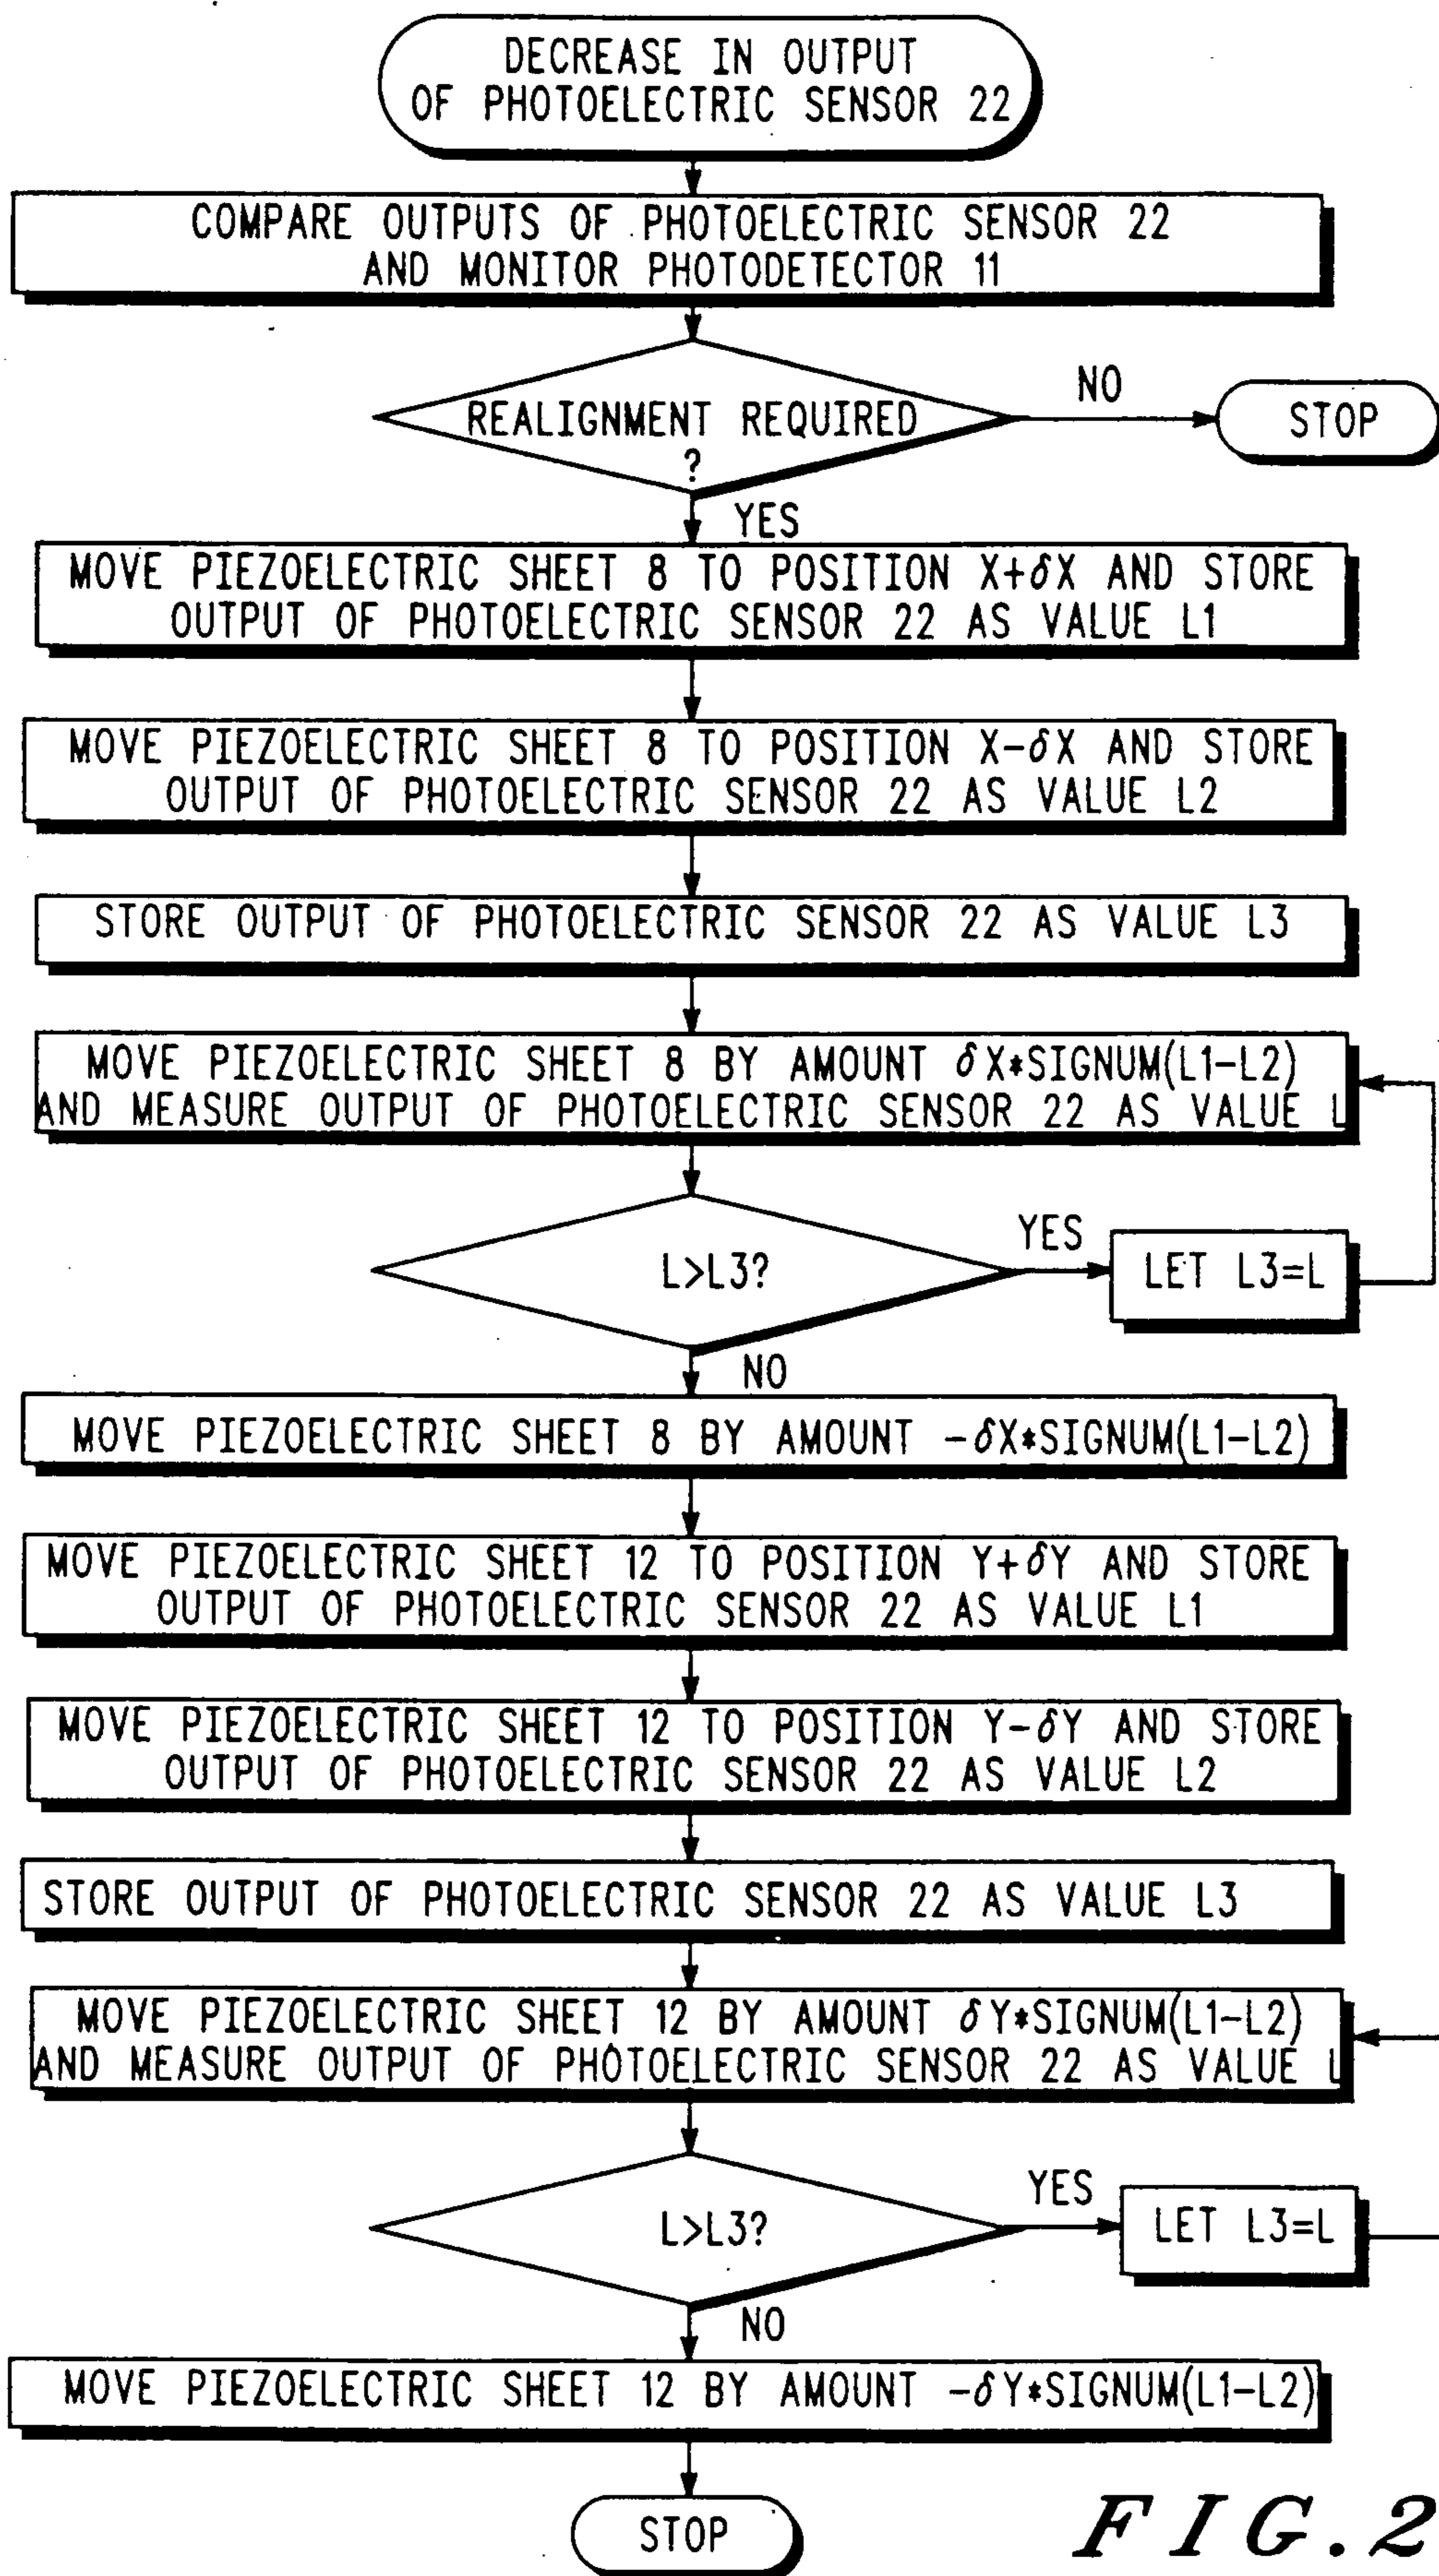 DECREASE IN OUTPUT
OF PHOTOELECTRIC SENSOR 22
COMPARE OUTPUTS OF PHOTOELECTRIC SENSOR 22
AND MONITOR PHOTODETECTOR 11
REALIGNMENT REQUIRED
?
NO
STOP
YES
MOVE PIEZOELECTRIC SHEET 8 TO POSITION X+δX AND STORE
OUTPUT OF PHOTOELECTRIC SENSOR 22 AS VALUE L1
MOVE PIEZOELECTRIC SHEET 8 TO POSITION X-δX AND STORE
OUTPUT OF PHOTOELECTRIC SENSOR 22 AS VALUE L2
STORE OUTPUT OF PHOTOELECTRIC SENSOR 22 AS VALUE L3
MOVE PIEZOELECTRIC SHEET 8 BY AMOUNT δX*SIGNUM(L1-L2)
AND MEASURE OUTPUT OF PHOTOELECTRIC SENSOR 22 AS VALUE L
L>L3?
YES
LET L3=L
NO
MOVE PIEZOELECTRIC SHEET 8 BY AMOUNT -δX*SIGNUM(L1-L2)
MOVE PIEZOELECTRIC SHEET 12 TO POSITION Y+δY AND STORE
OUTPUT OF PHOTOELECTRIC SENSOR 22 AS VALUE L1
MOVE PIEZOELECTRIC SHEET 12 TO POSITION Y-δY AND STORE
OUTPUT OF PHOTOELECTRIC SENSOR 22 AS VALUE L2
STORE OUTPUT OF PHOTOELECTRIC SENSOR 22 AS VALUE L3
MOVE PIEZOELECTRIC SHEET 12 BY AMOUNT δY*SIGNUM(L1-L2)
AND MEASURE OUTPUT OF PHOTOELECTRIC SENSOR 22 AS VALUE L
L>L3?
YES
LET L3=L
NO
MOVE PIEZOELECTRIC SHEET 12 BY AMOUNT -δY*SIGNUM(L1-L2)
STOP
FIG.2